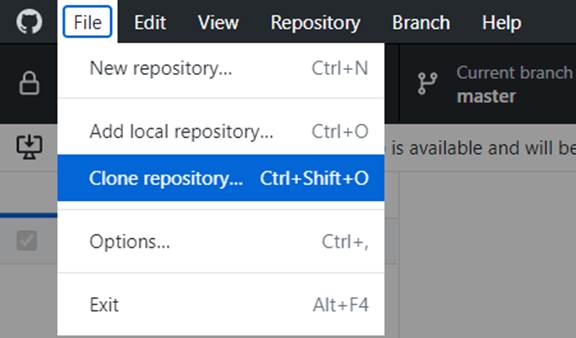 File Edit View Repository Branch Help
New repository... Ctrl+N
Current branch
master
Add local repository... Ctrl+O
is available and will be
Clone repository... Ctrl+Shift+O
Options... Ctrl+,
Exit Alt+F4